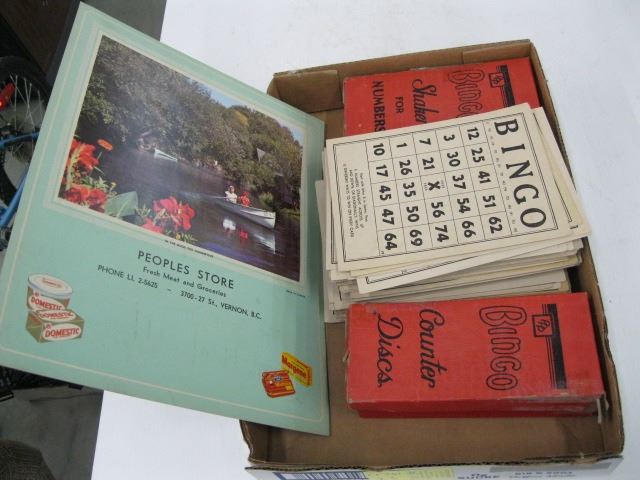 PEOPLES STORE
Fresh Meat and Groceries
PHONE LI. 2-5625 – 3700 - 27 St., VERNON, B.C.
DOMESTIC
DOMESTIC
Margene
Bingo
Shaker
FOR
NUMBERS
BINGO
12 25 41 51 62
3 30 37 54 66
7 21 X 56 74
1 26 35 50 69
10 17 45 47 64
Bingo
Counter
Discs.